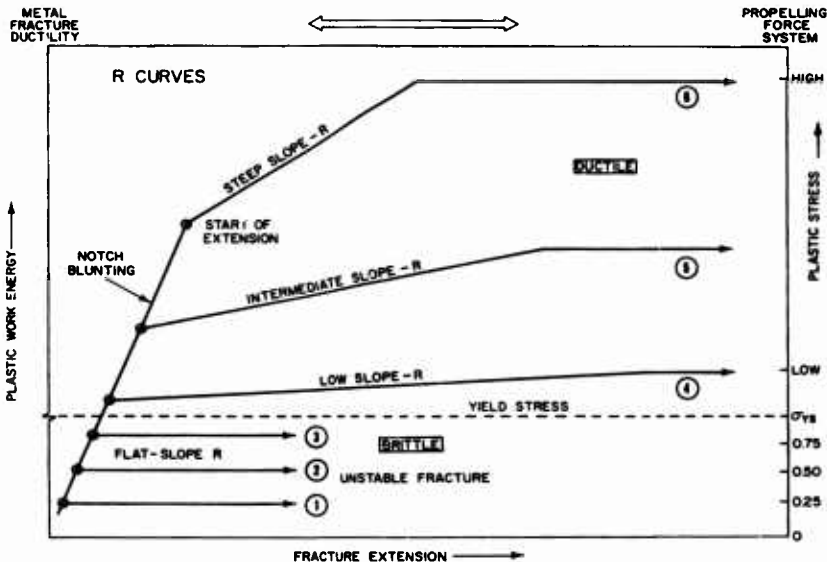 METAL
FRACTURE
DUCTILITY
PROPELLING
FORCE
SYSTEM
R CURVES
HIGH
6
STEEP SLOPE-R
DUCTILE
START OF
EXTENSION
NOTCH
BLUNTING
INTERMEDIATE SLOPE-R
5
PLASTIC WORK ENERGY
PLASTIC STRESS
LOW SLOPE-R
LOW
4
YIELD STRESS
σYS
3
BRITTLE
0.75
FLAT-SLOPE R
2
UNSTABLE FRACTURE
0.50
1
0.25
0
FRACTURE EXTENSION